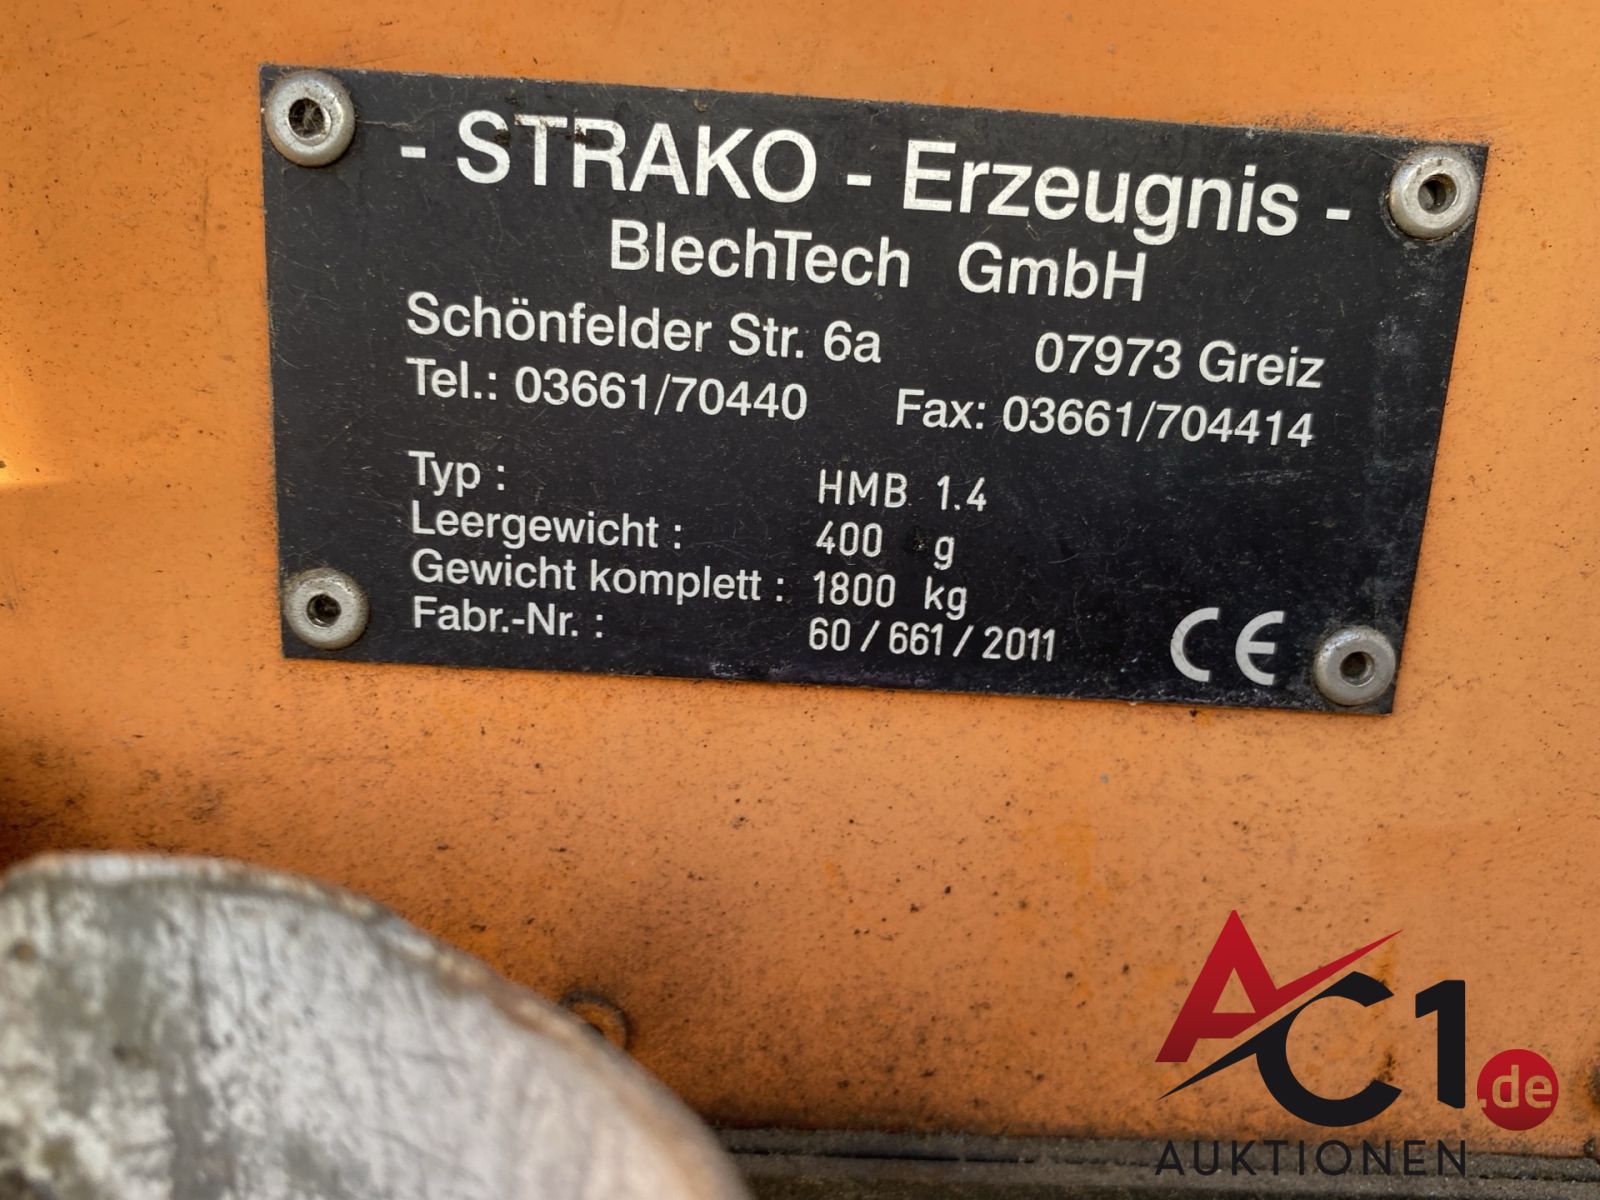 - STRAKO - Erzeugnis -
BlechTech GmbH
Schönfelder Str. 6a 07973 Greiz
Tel.: 03661/70440 Fax: 03661/704414
Typ : HMB 1.4
Leergewicht : 400 g
Gewicht komplett : 1800 kg
Fabr.-Nr. : 60 / 661 / 2011
CE
AC1.de
AUKTIONEN